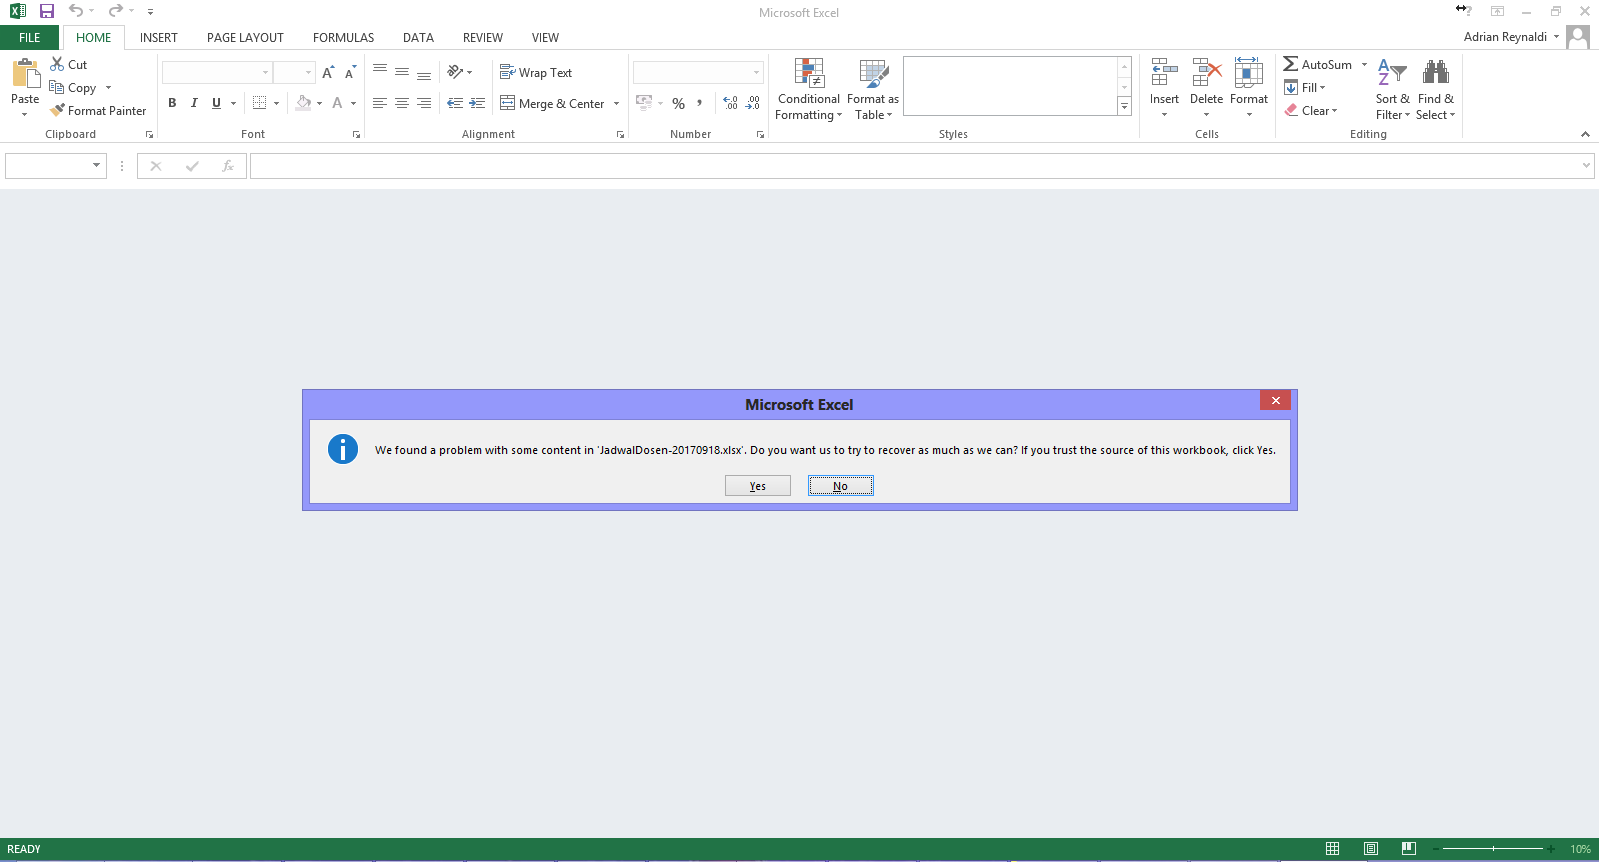 Microsoft Excel
FILE HOME INSERT PAGE LAYOUT FORMULAS DATA REVIEW VIEW
Adrian Reynaldi
Paste
Cut
Copy
Format Painter
Clipboard
B I U
A A
A
Font
Wrap Text
Merge & Center
Alignment
% ,
.00
.00
Number
Conditional
Formatting
Format as
Table
Styles
Insert
Delete
Format
Cells
AutoSum
Fill
Clear
Sort &
Filter
Find &
Select
Editing
fx
Microsoft Excel
We found a problem with some content in 'JadwalDosen-20170918.xlsx'. Do you want us to try to recover as much as we can? If you trust the source of this workbook, click Yes.
Yes No
READY
10%